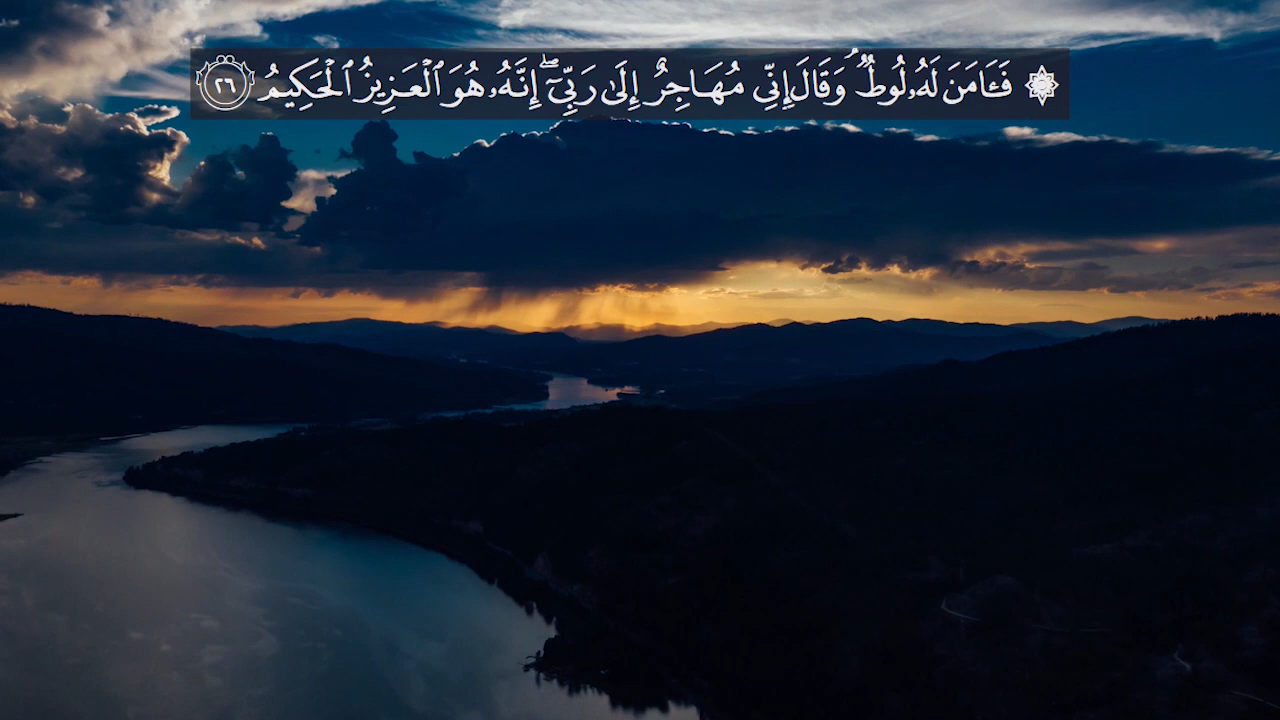 ۞ فَـَٔامَنَ لَهُۥ لُوطٌۘ وَقَالَ إِنِّى مُهَاجِرٌ إِلَىٰ رَبِّىٓۖ إِنَّهُۥ هُوَ ٱلْعَزِيزُ ٱلْحَكِيمُ ٢٦